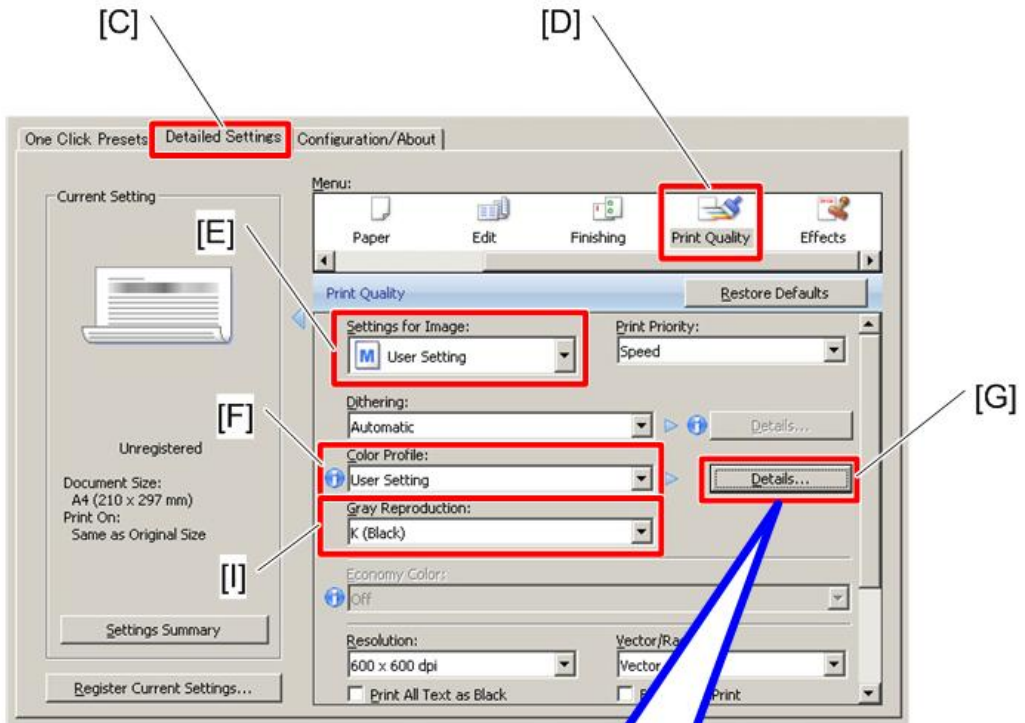 [C]
[D]
One Click Presets
Detailed Settings
Configuration/About
Current Setting
Menu:
[E]
Paper
Edit
Finishing
Print Quality
Effects
Print Quality
Restore Defaults
Settings for Image:
Print Priority:
M User Setting
Speed
[G]
Dithering:
Automatic
Details...
[F]
Unregistered
Color Profile:
User Setting
Details...
Document Size:
A4 (210 x 297 mm)
Print On:
Same as Original Size
Gray Reproduction:
K (Black)
[I]
Economy Color:
Off
Settings Summary
Resolution:
600 x 600 dpi
Vector
Register Current Settings...
Print All Text as Black
Print